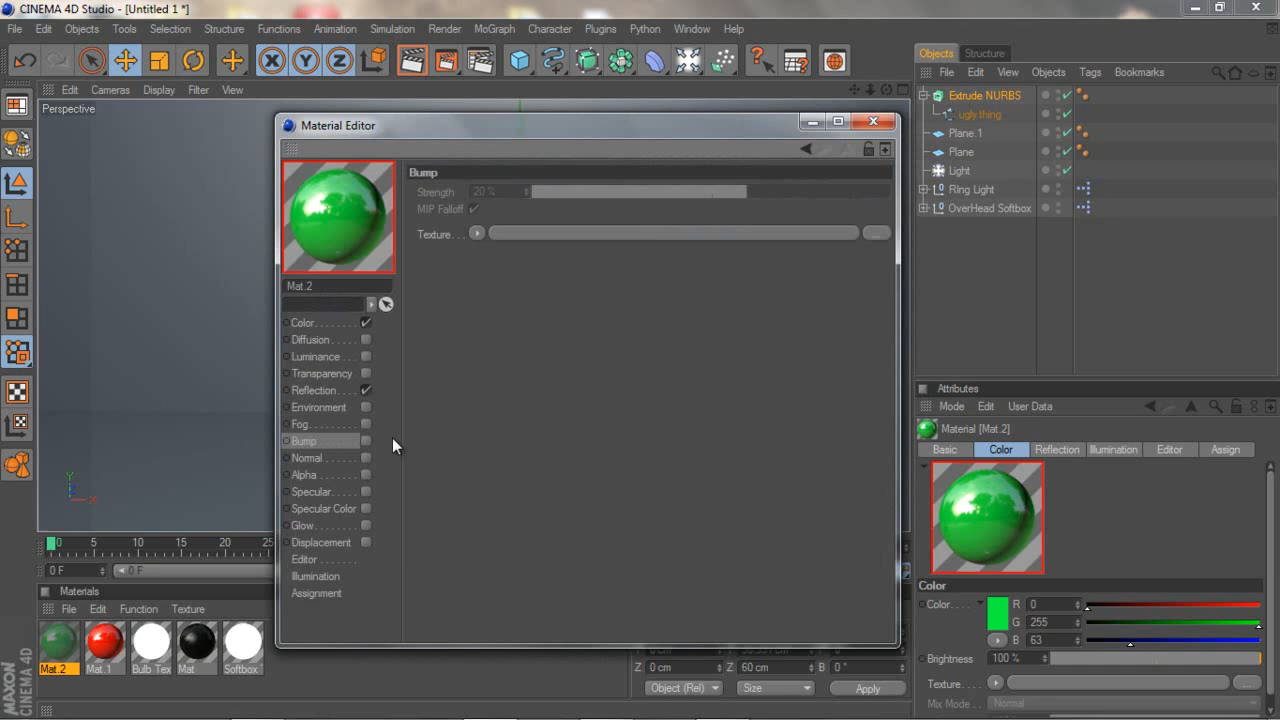 CINEMA 4D Studio - [Untitled 1 *]
File Edit Objects Tools Selection Structure Functions Animation Simulation Render MoGraph Character Plugins Python Window Help
Edit Cameras Display Filter View
Perspective
Material Editor
Mat.2
Color
Diffusion
Luminance
Transparency
Reflection
Environment
Fog
Bump
Normal
Alpha
Specular
Specular Color
Glow
Displacement
Editor
Illumination
Assignment
Bump
Strength 20 %
MIP Falloff
Texture. . . ...
Objects Structure
File Edit View Objects Tags Bookmarks
Extrude NURBS
ugly thing
Plane.1
Plane
Light
RIng Light
OverHead Softbox
Attributes
Mode Edit User Data
Material [Mat.2]
Basic Color Reflection Illumination Editor Assign
Color
Color. . . . R 0
G 255
B 63
Brightness 100 %
Texture. . . . ...
Mix Mode. . Normal
0 5 10 15 20 25
0 F 0 F
Materials
File Edit Function Texture
Mat.2 Mat.1 Bulb Tex Mat Softbox
Z 0 cm Z 60 cm B 0 °
Object (Rel) Size Apply
MAXON
CINEMA 4D